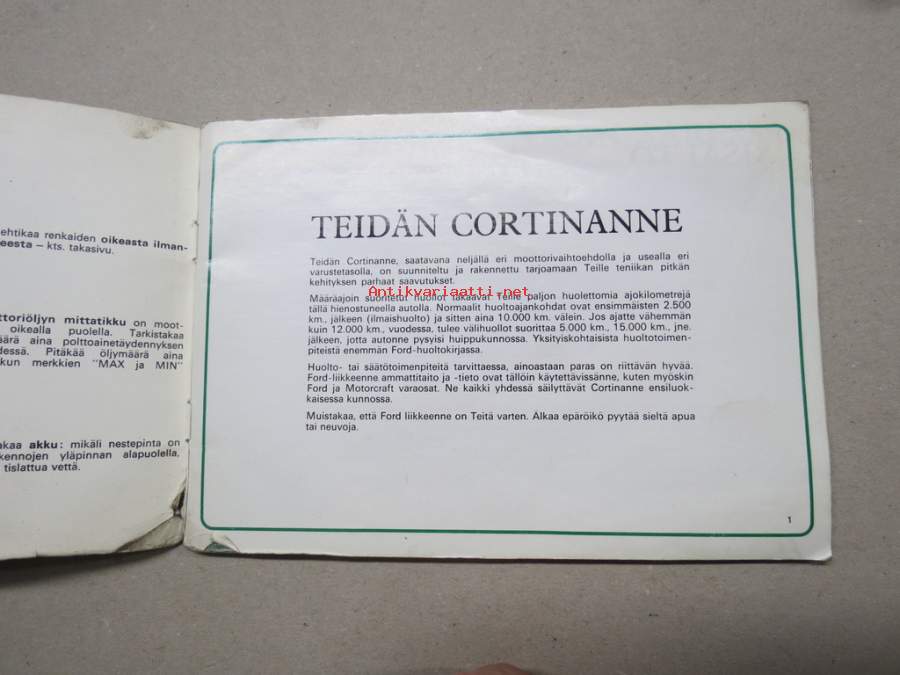 ehtikaa renkaiden oikeasta ilman-
eesta – kts. takasivu.
ttoriöljyn mittatikku on moot-
oikealla puolella. Tarkistakaa
äärä aina polttoainetäydennyksen
dessä. Pitäkää öljymäärä aina
kun merkkien "MAX ja MIN"
akaa akku: mikäli nestepinta on
kennojen yläpinnan alapuolella,
tislattua vettä.
TEIDÄN CORTINANNE
Teidän Cortinanne, saatavana neljällä eri moottorivaihtoehdolla ja usealla eri
varustetasolla, on suunniteltu ja rakennettu tarjoamaan Teille teniikan pitkän
kehityksen parhaat saavutukset.
Antikvariaatti.net
Määräajoin suoritetut huollot takaavat Teille paljon huolettomia ajokilometrejä
tällä hienostuneella autolla. Normaalit huoltoajankohdat ovat ensimmäisten 2.500
km., jälkeen (ilmaishuolto) ja sitten aina 10.000 km. välein. Jos ajatte vähemmän
kuin 12.000 km., vuodessa, tulee välihuollot suorittaa 5.000 km., 15.000 km., jne.
jälkeen, jotta autonne pysyisi huippukunnossa. Yksityiskohtaisista huoltotoimen-
piteistä enemmän Ford-huoltokirjassa.
Huolto- tai säätötoimenpiteitä tarvittaessa, ainoastaan paras on riittävän hyvää.
Ford-liikkeenne ammattitaito ja -tieto ovat tällöin käytettävissänne, kuten myöskin
Ford ja Motorcraft varaosat. Ne kaikki yhdessä säilyttävät Cortinanne ensiluok-
kaisessa kunnossa.
Muistakaa, että Ford liikkeenne on Teitä varten. Älkaa epäröikö pyytää sieltä apua
tai neuvoja.
1